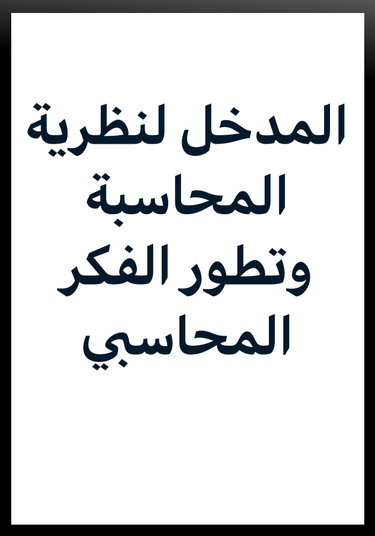 المدخل لنظرية
المحاسبة
وتطور الفكر
المحاسبي